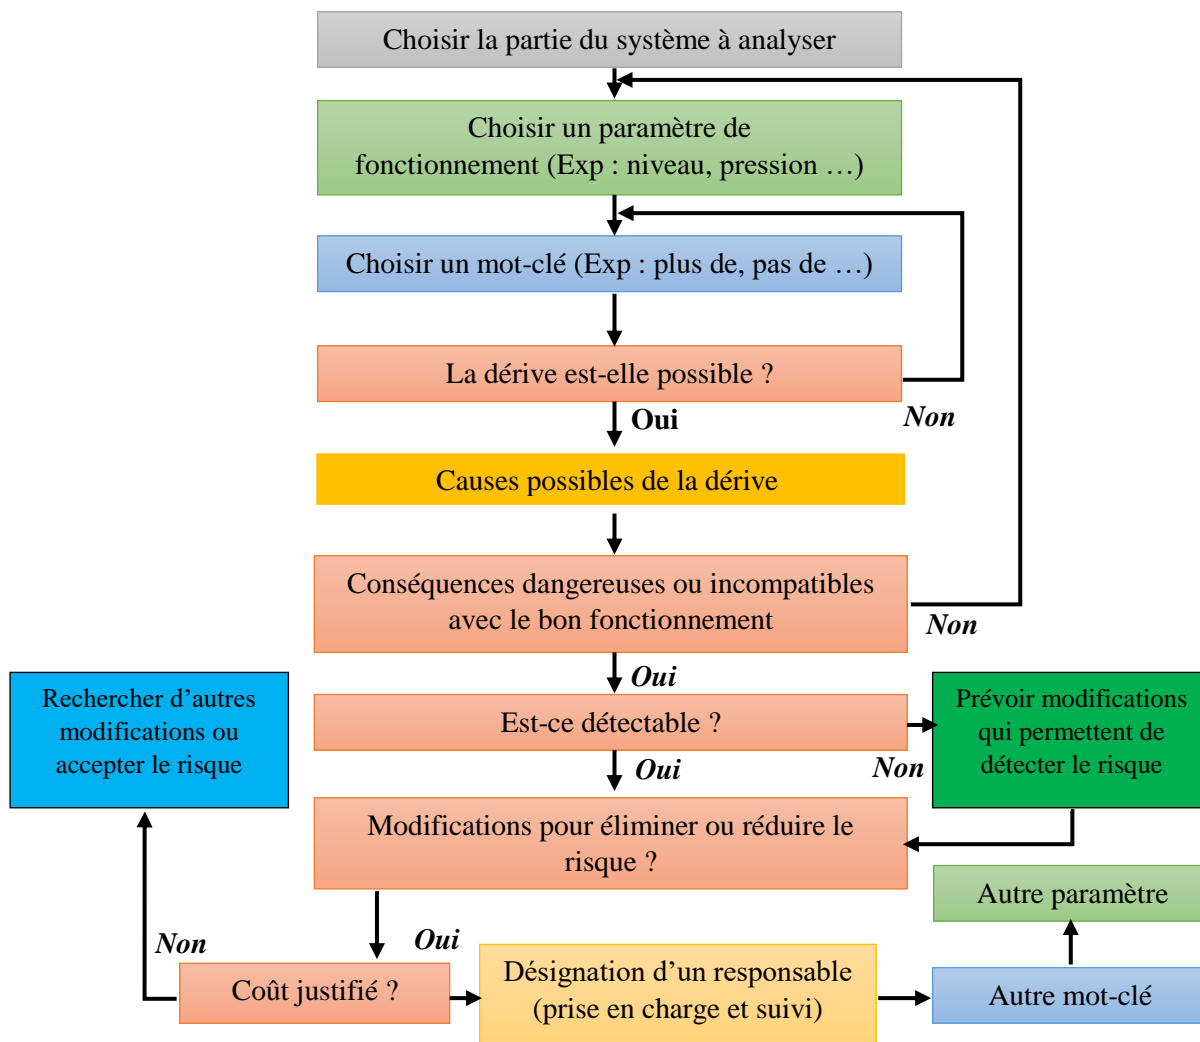 Choisir la partie du système à analyser
Choisir un paramètre de
fonctionnement (Exp : niveau, pression …)
Choisir un mot-clé (Exp : plus de, pas de …)
La dérive est-elle possible ?
Oui
Non
Causes possibles de la dérive
Conséquences dangereuses ou incompatibles
avec le bon fonctionnement
Non
Oui
Rechercher d’autres
modifications ou
accepter le risque
Est-ce détectable ?
Prévoir modifications
qui permettent de
détecter le risque
Oui
Non
Modifications pour éliminer ou réduire le
risque ?
Autre paramètre
Non
Oui
Coût justifié ?
Désignation d’un responsable
(prise en charge et suivi)
Autre mot-clé